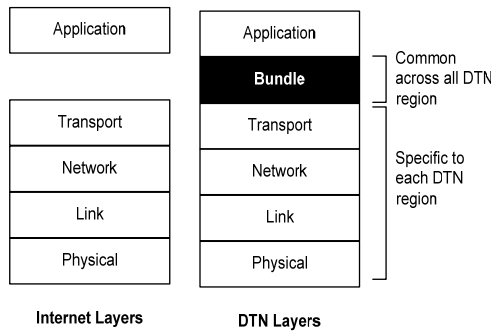 Application
Transport
Network
Link
Physical
Internet Layers
Application
Bundle
Transport
Network
Link
Physical
DTN Layers
Common
across all DTN
region
Specific to
each DTN
region